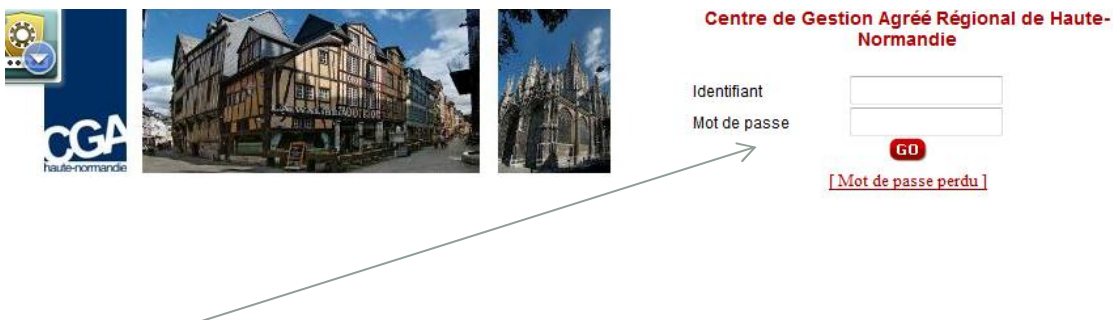 Centre de Gestion Agréé Régional de Haute-
Normandie
Identifiant
Mot de passe
GO
[ Mot de passe perdu ]
CGA
haute-normandie